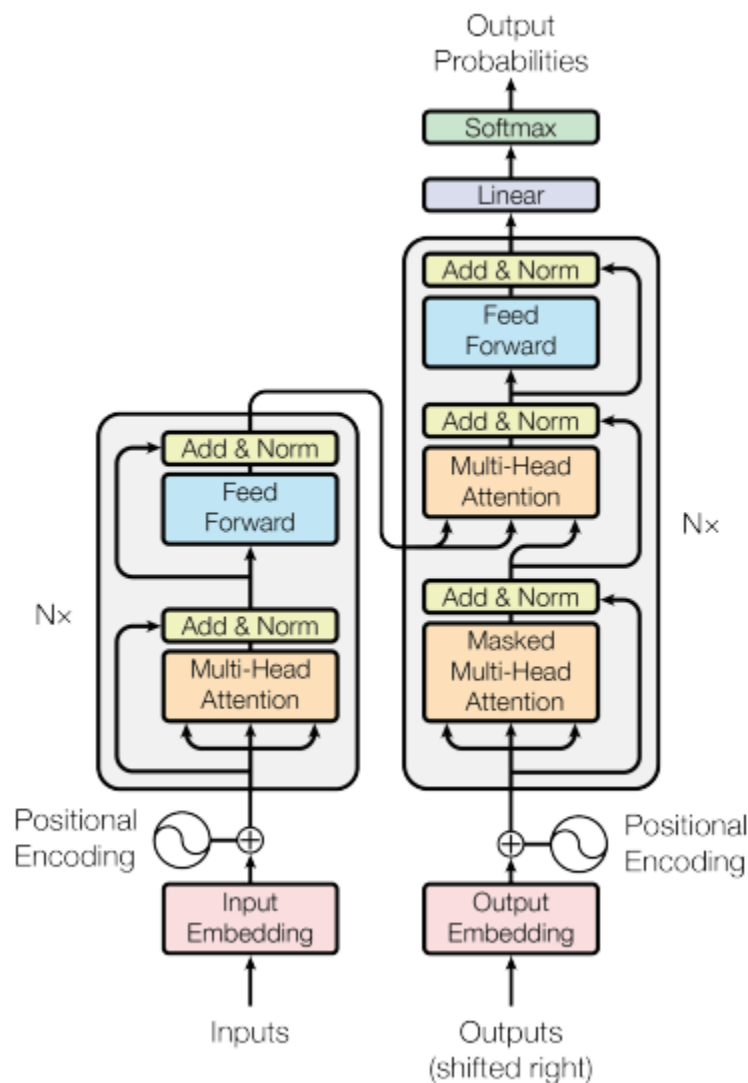 Output
Probabilities
Softmax
Linear
Add & Norm
Feed
Forward
Add & Norm
Multi-Head
Attention
Add & Norm
Masked
Multi-Head
Attention
Nx
Add & Norm
Feed
Forward
Add & Norm
Multi-Head
Attention
Nx
Positional
Encoding
Positional
Encoding
Input
Embedding
Output
Embedding
Inputs
Outputs
(shifted right)